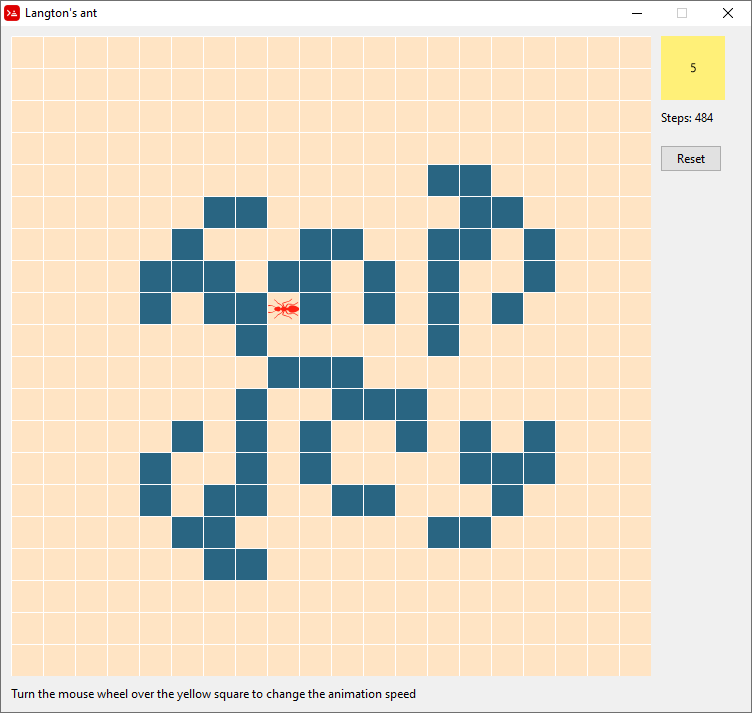 Langton's ant
5
Steps: 484
Reset
Turn the mouse wheel over the yellow square to change the animation speed